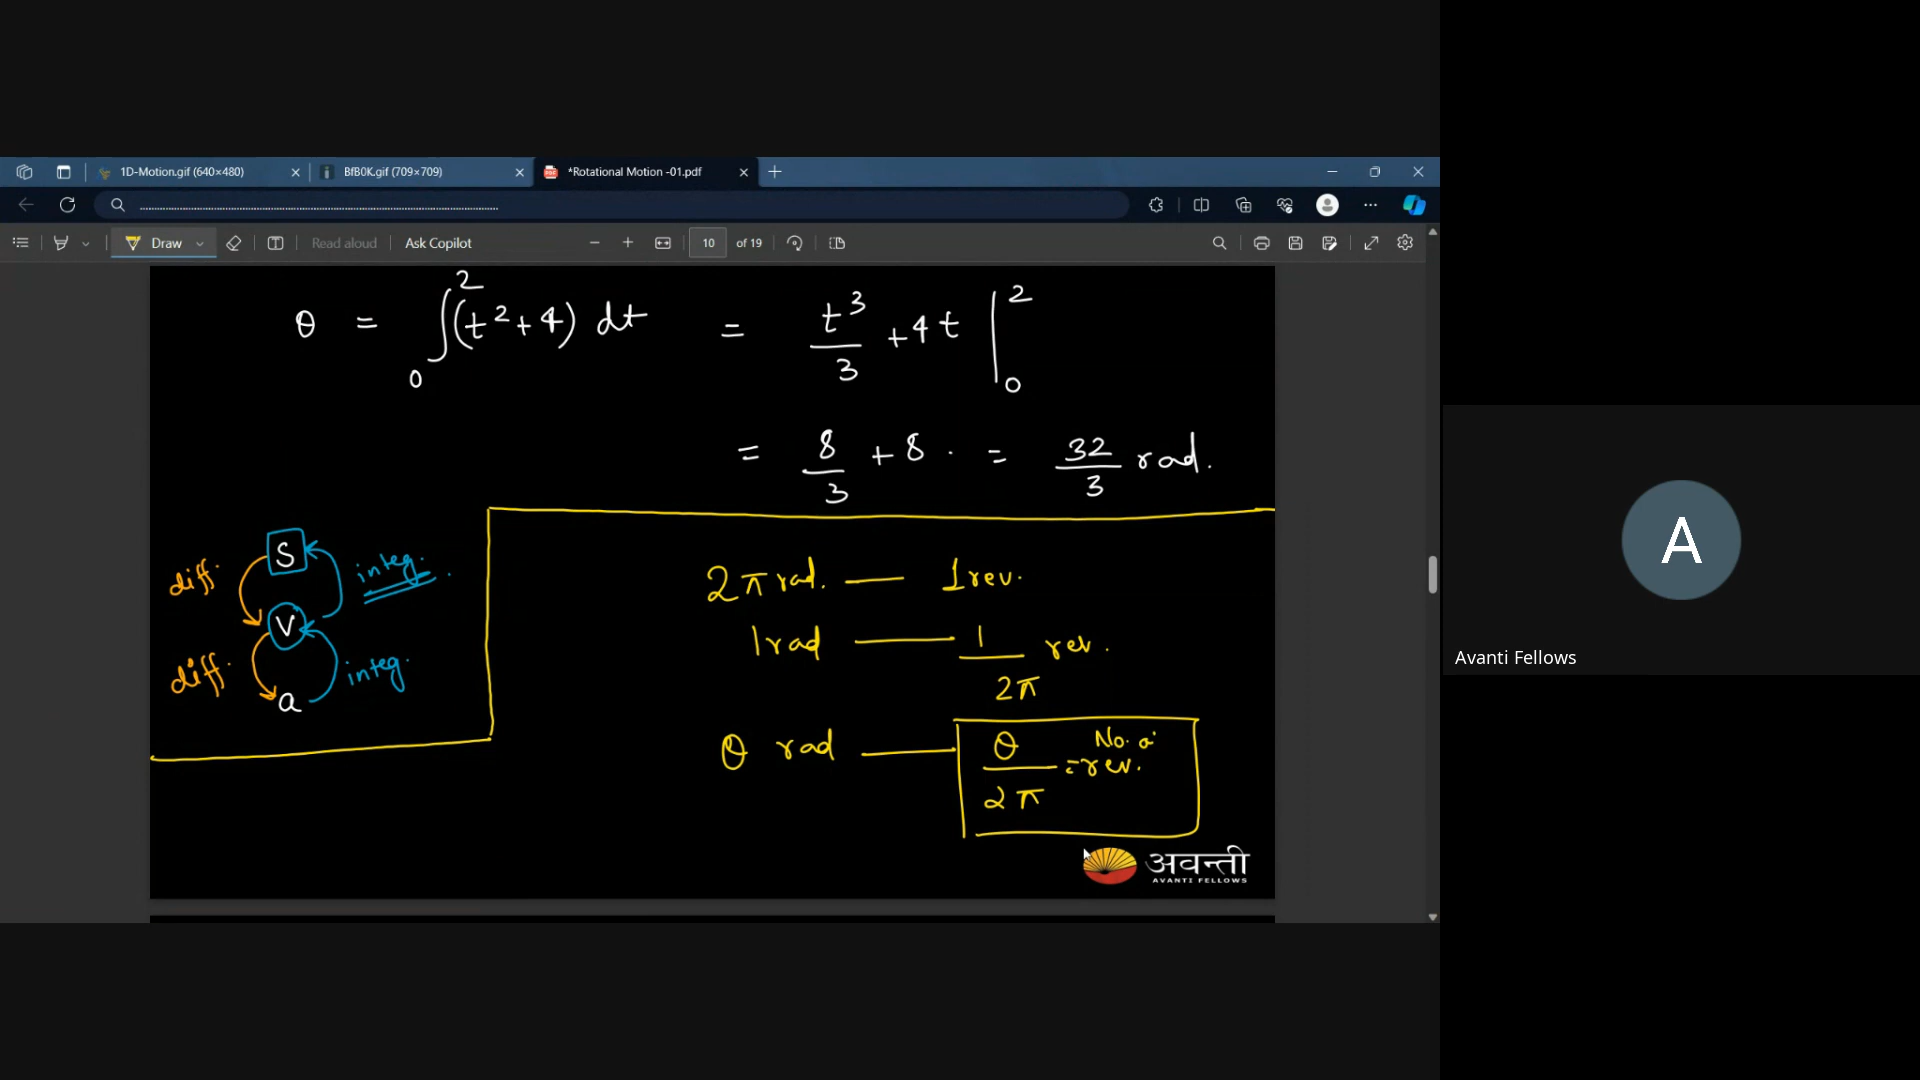 1D-Motion.gif (640×480)
BfB0K.gif (709×709)
*Rotational Motion -01.pdf
Draw
Read aloud
Ask Copilot
10 of 19
θ = ∫₀² (t² + 4) dt = t³/3 + 4t |₀²
= 8/3 + 8 . = 32/3 rad.
S
diff.
integ.
V
diff.
integ.
a
2π rad. — 1 rev.
1 rad — 1/2π rev.
θ rad — θ/2π = No. o rev.
अवन्ती
AVANTI FELLOWS
A
Avanti Fellows